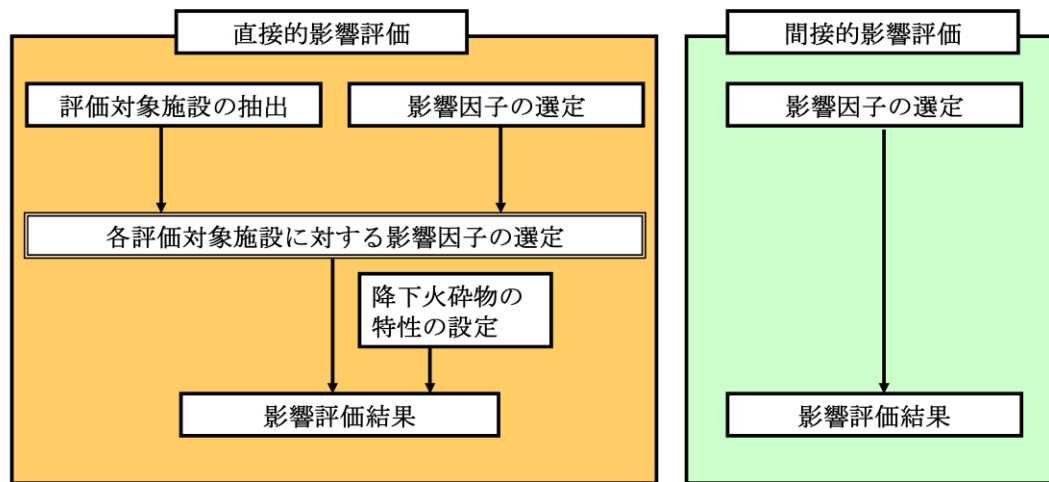 直接的影響評価
評価対象施設の抽出
影響因子の選定
各評価対象施設に対する影響因子の選定
降下火砕物の
特性の設定
影響評価結果
間接的影響評価
影響因子の選定
影響評価結果